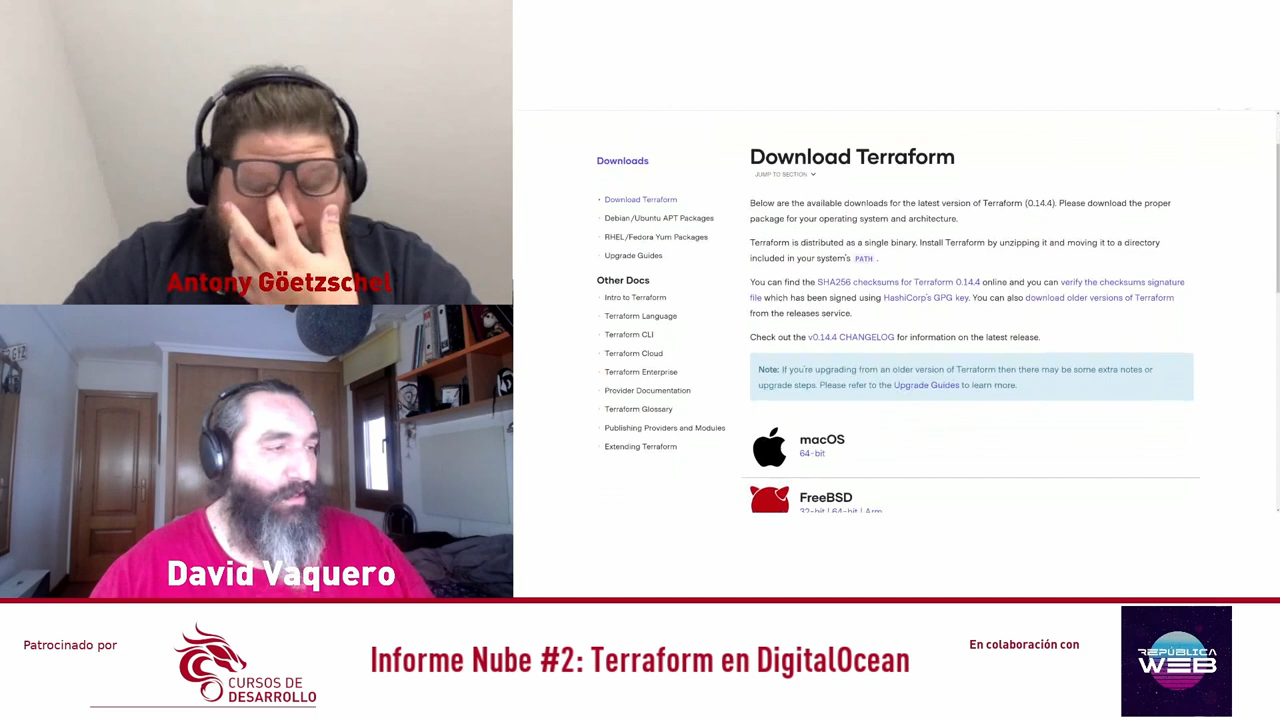 Antony Göetzschel
David Vaquero
Downloads
Download Terraform
Debian/Ubuntu APT Packages
RHEL/Fedora Yum Packages
Upgrade Guides
Other Docs
Intro to Terraform
Terraform Language
Terraform CLI
Terraform Cloud
Terraform Enterprise
Provider Documentation
Terraform Glossary
Publishing Providers and Modules
Extending Terraform
Download Terraform
JUMP TO SECTION
Below are the available downloads for the latest version of Terraform (0.14.4). Please download the proper
package for your operating system and architecture.
Terraform is distributed as a single binary. Install Terraform by unzipping it and moving it to a directory
included in your system's PATH .
You can find the SHA256 checksums for Terraform 0.14.4 online and you can verify the checksums signature
file which has been signed using HashiCorp's GPG key. You can also download older versions of Terraform
from the releases service.
Check out the v0.14.4 CHANGELOG for information on the latest release.
Note: If you're upgrading from an older version of Terraform then there may be some extra notes or
upgrade steps. Please refer to the Upgrade Guides to learn more.
macOS
64-bit
FreeBSD
32-bit | 64-bit | Arm
Patrocinado por
CURSOS DE
DESARROLLO
Informe Nube #2: Terraform en DigitalOcean
En colaboración con
REPÚBLICA
WEB